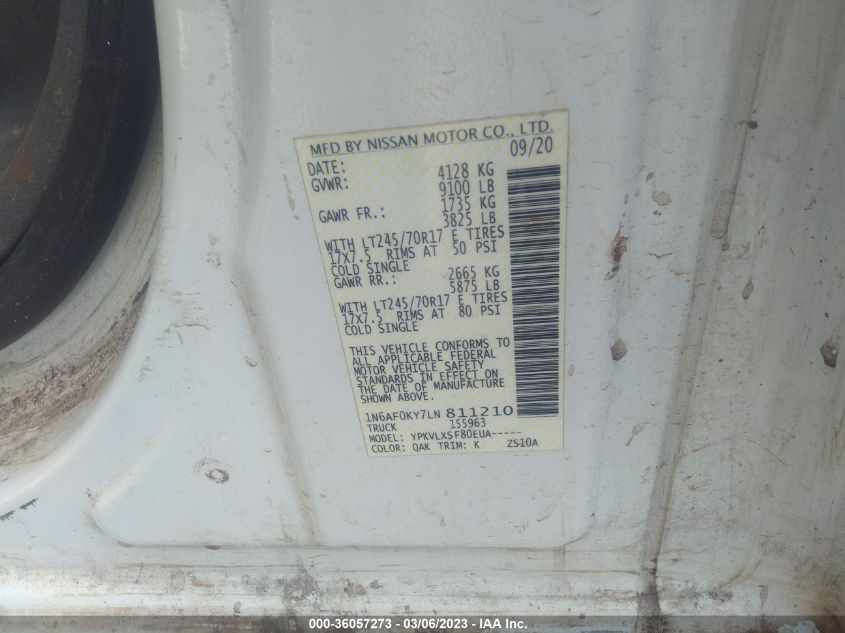 MFD BY NISSAN MOTOR CO., LTD.
DATE: 09/20
GVWR: 4128 KG
9100 LB
GAWR FR.: 1735 KG
3825 LB
WITH LT245/70R17 E TIRES
17X7.5 RIMS AT 50 PSI
COLD SINGLE
GAWR RR.: 2665 KG
5875 LB
WITH LT245/70R17 E TIRES
17X7.5 RIMS AT 80 PSI
COLD SINGLE
THIS VEHICLE CONFORMS TO
ALL APPLICABLE FEDERAL
MOTOR VEHICLE SAFETY
STANDARDS IN EFFECT ON
THE DATE OF MANUFACTURE
SHOWN ABOVE.
1N6AF0KY7LN 811210
TRUCK 155963
MODEL: YPKVLXSF80EUA-----
COLOR: QAK TRIM: K ZS10A
000-36057273 - 03/06/2023 - IAA Inc.